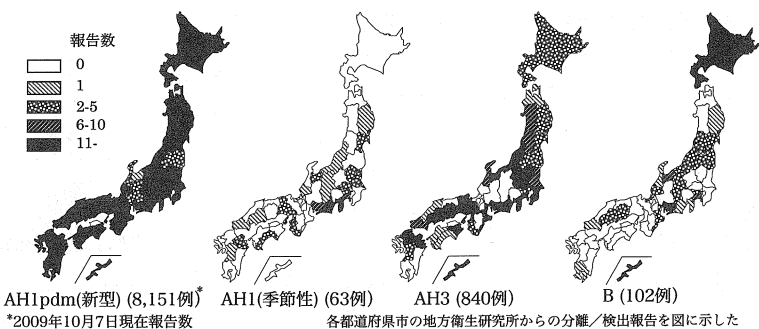 報告数
0
1
2-5
6-10
11-
AH1pdm(新型) (8,151例)*
AH1(季節性) (63例)
AH3 (840例)
B (102例)
*2009年10月7日現在報告数
各都道府県市の地方衛生研究所からの分離／検出報告を図に示した